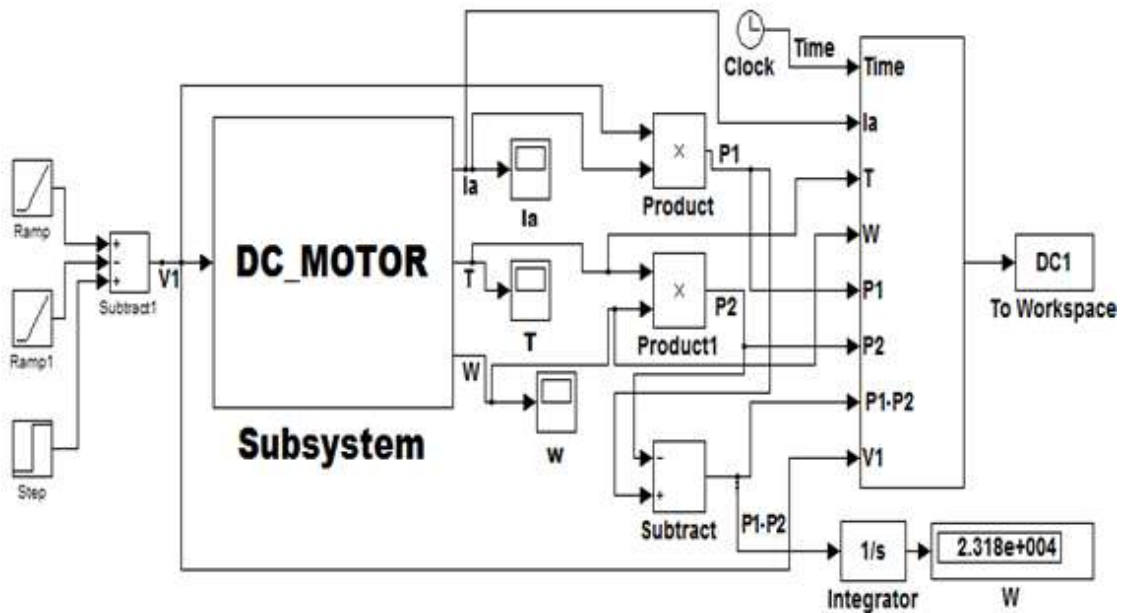 Clock
Time
Time
Ia
T
W
P1
P2
P1-P2
V1
Ramp
Ramp1
Step
+
−
+
Subtract1
V1
DC_MOTOR
Subsystem
Ia
Ia
T
T
W
W
×
P1
Product
×
P2
Product1
−
+
Subtract
P1-P2
DC1
To Workspace
1/s
Integrator
2.318e+004
W